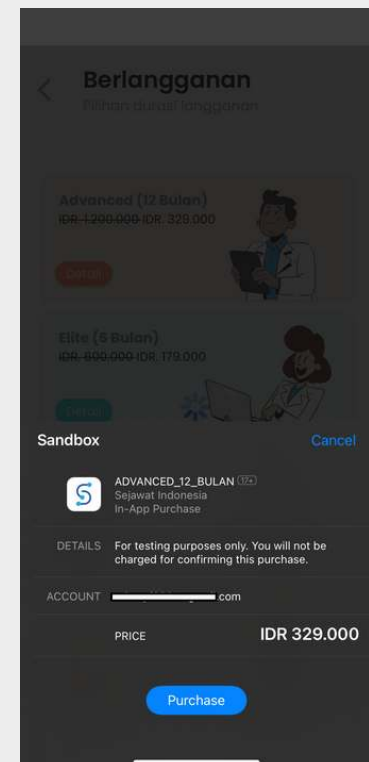 Berlangganan
Pilihan durasi langganan
Advanced (12 Bulan)
IDR. 1.200.000 IDR. 329.000
Detail
Elite (6 Bulan)
IDR. 600.000 IDR. 179.000
Detail
Sandbox
Cancel
ADVANCED_12_BULAN 17+
Sejawat Indonesia
In-App Purchase
DETAILS
For testing purposes only. You will not be
charged for confirming this purchase.
ACCOUNT
.com
PRICE
IDR 329.000
Purchase